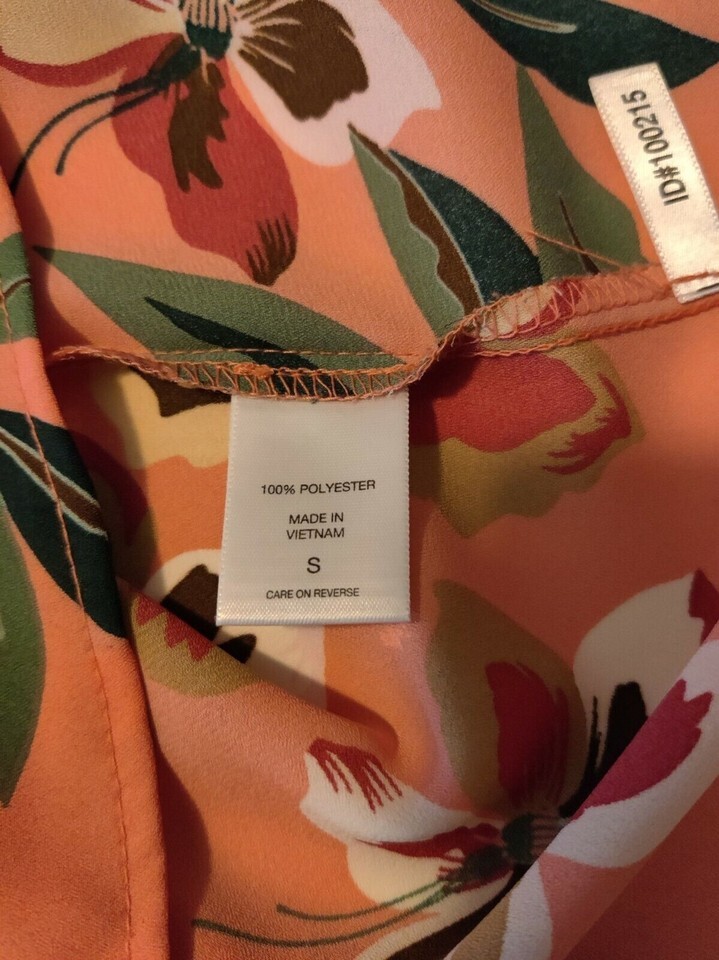 ID#100215
100% POLYESTER
MADE IN
VIETNAM
S
CARE ON REVERSE